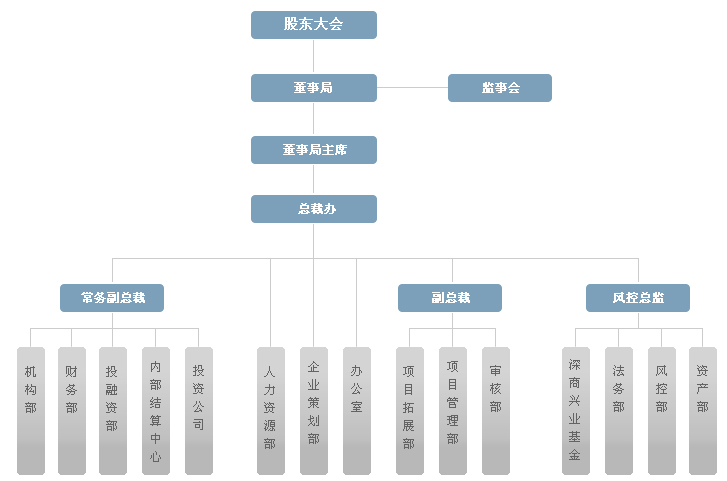 股东大会
董事局
监事会
董事局主席
总裁办
常务副总裁
副总裁
风控总监
机构部
财务部
投融资部
内部结算中心
投资公司
人力资源部
企业策划部
办公室
项目拓展部
项目管理部
审核部
深商兴业基金
法务部
风控部
资产部